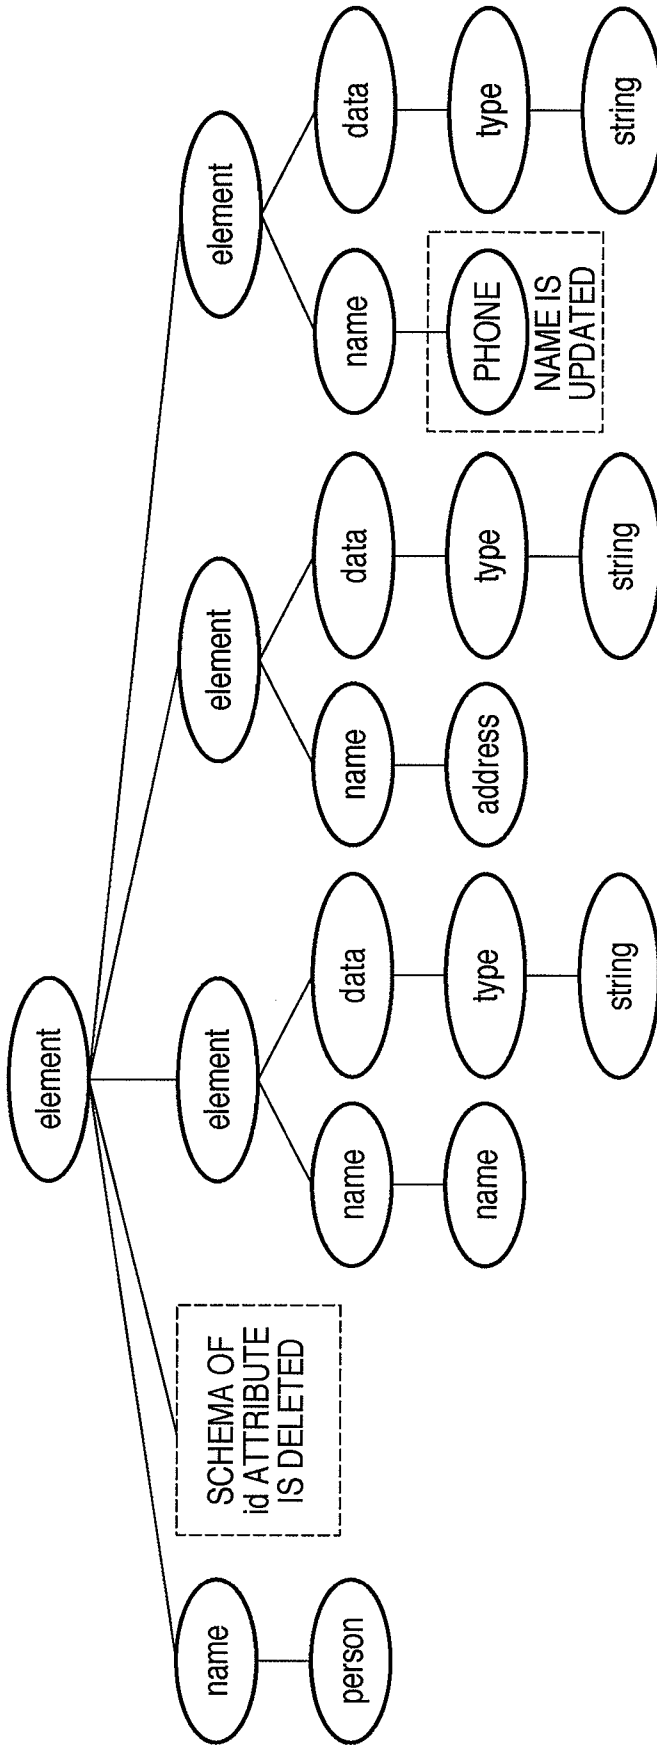 element
name
person
SCHEMA OF
id ATTRIBUTE
IS DELETED
element
name
name
data
type
string
element
name
address
data
type
string
element
name
PHONE
NAME IS
UPDATED
data
type
string